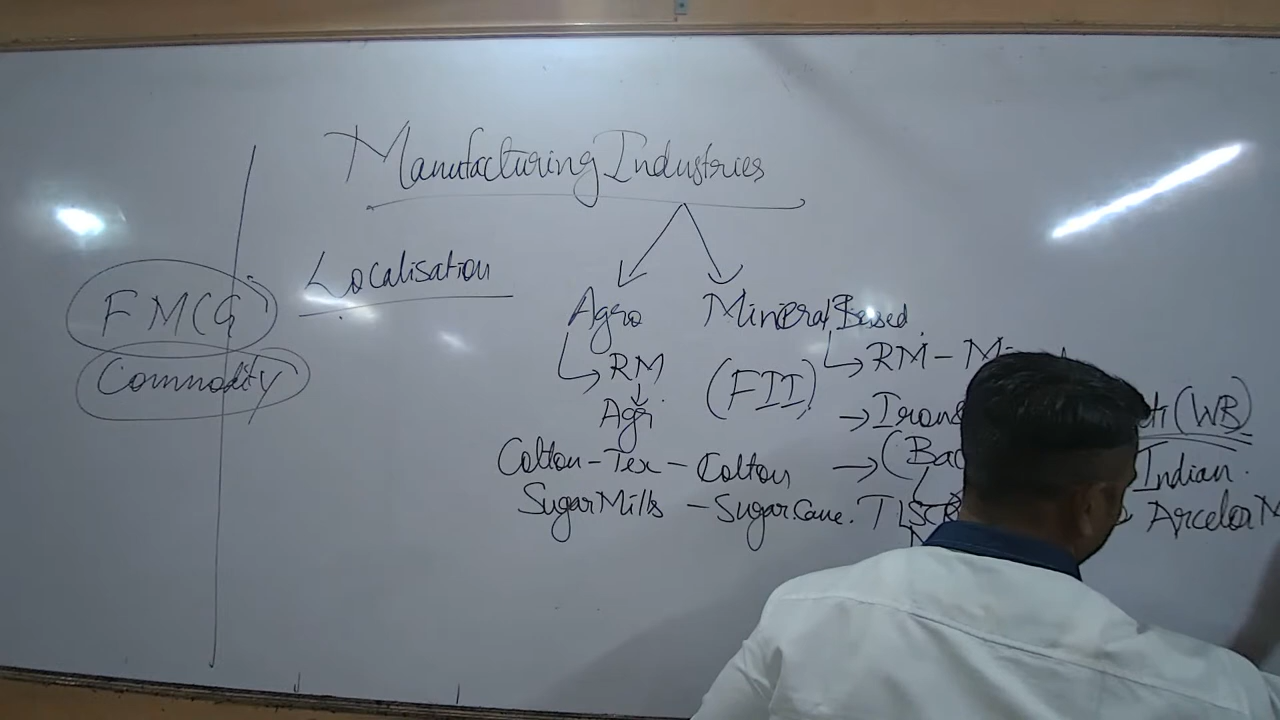 Manufacturing Industries
Localisation
FMCG
Commodity
Agro
RM
Agri
Cotton-Tex-Cotton
Sugar Mills - Sugar Cane.
Mineral Based
(FII)
RM-
(WB)
Indian.